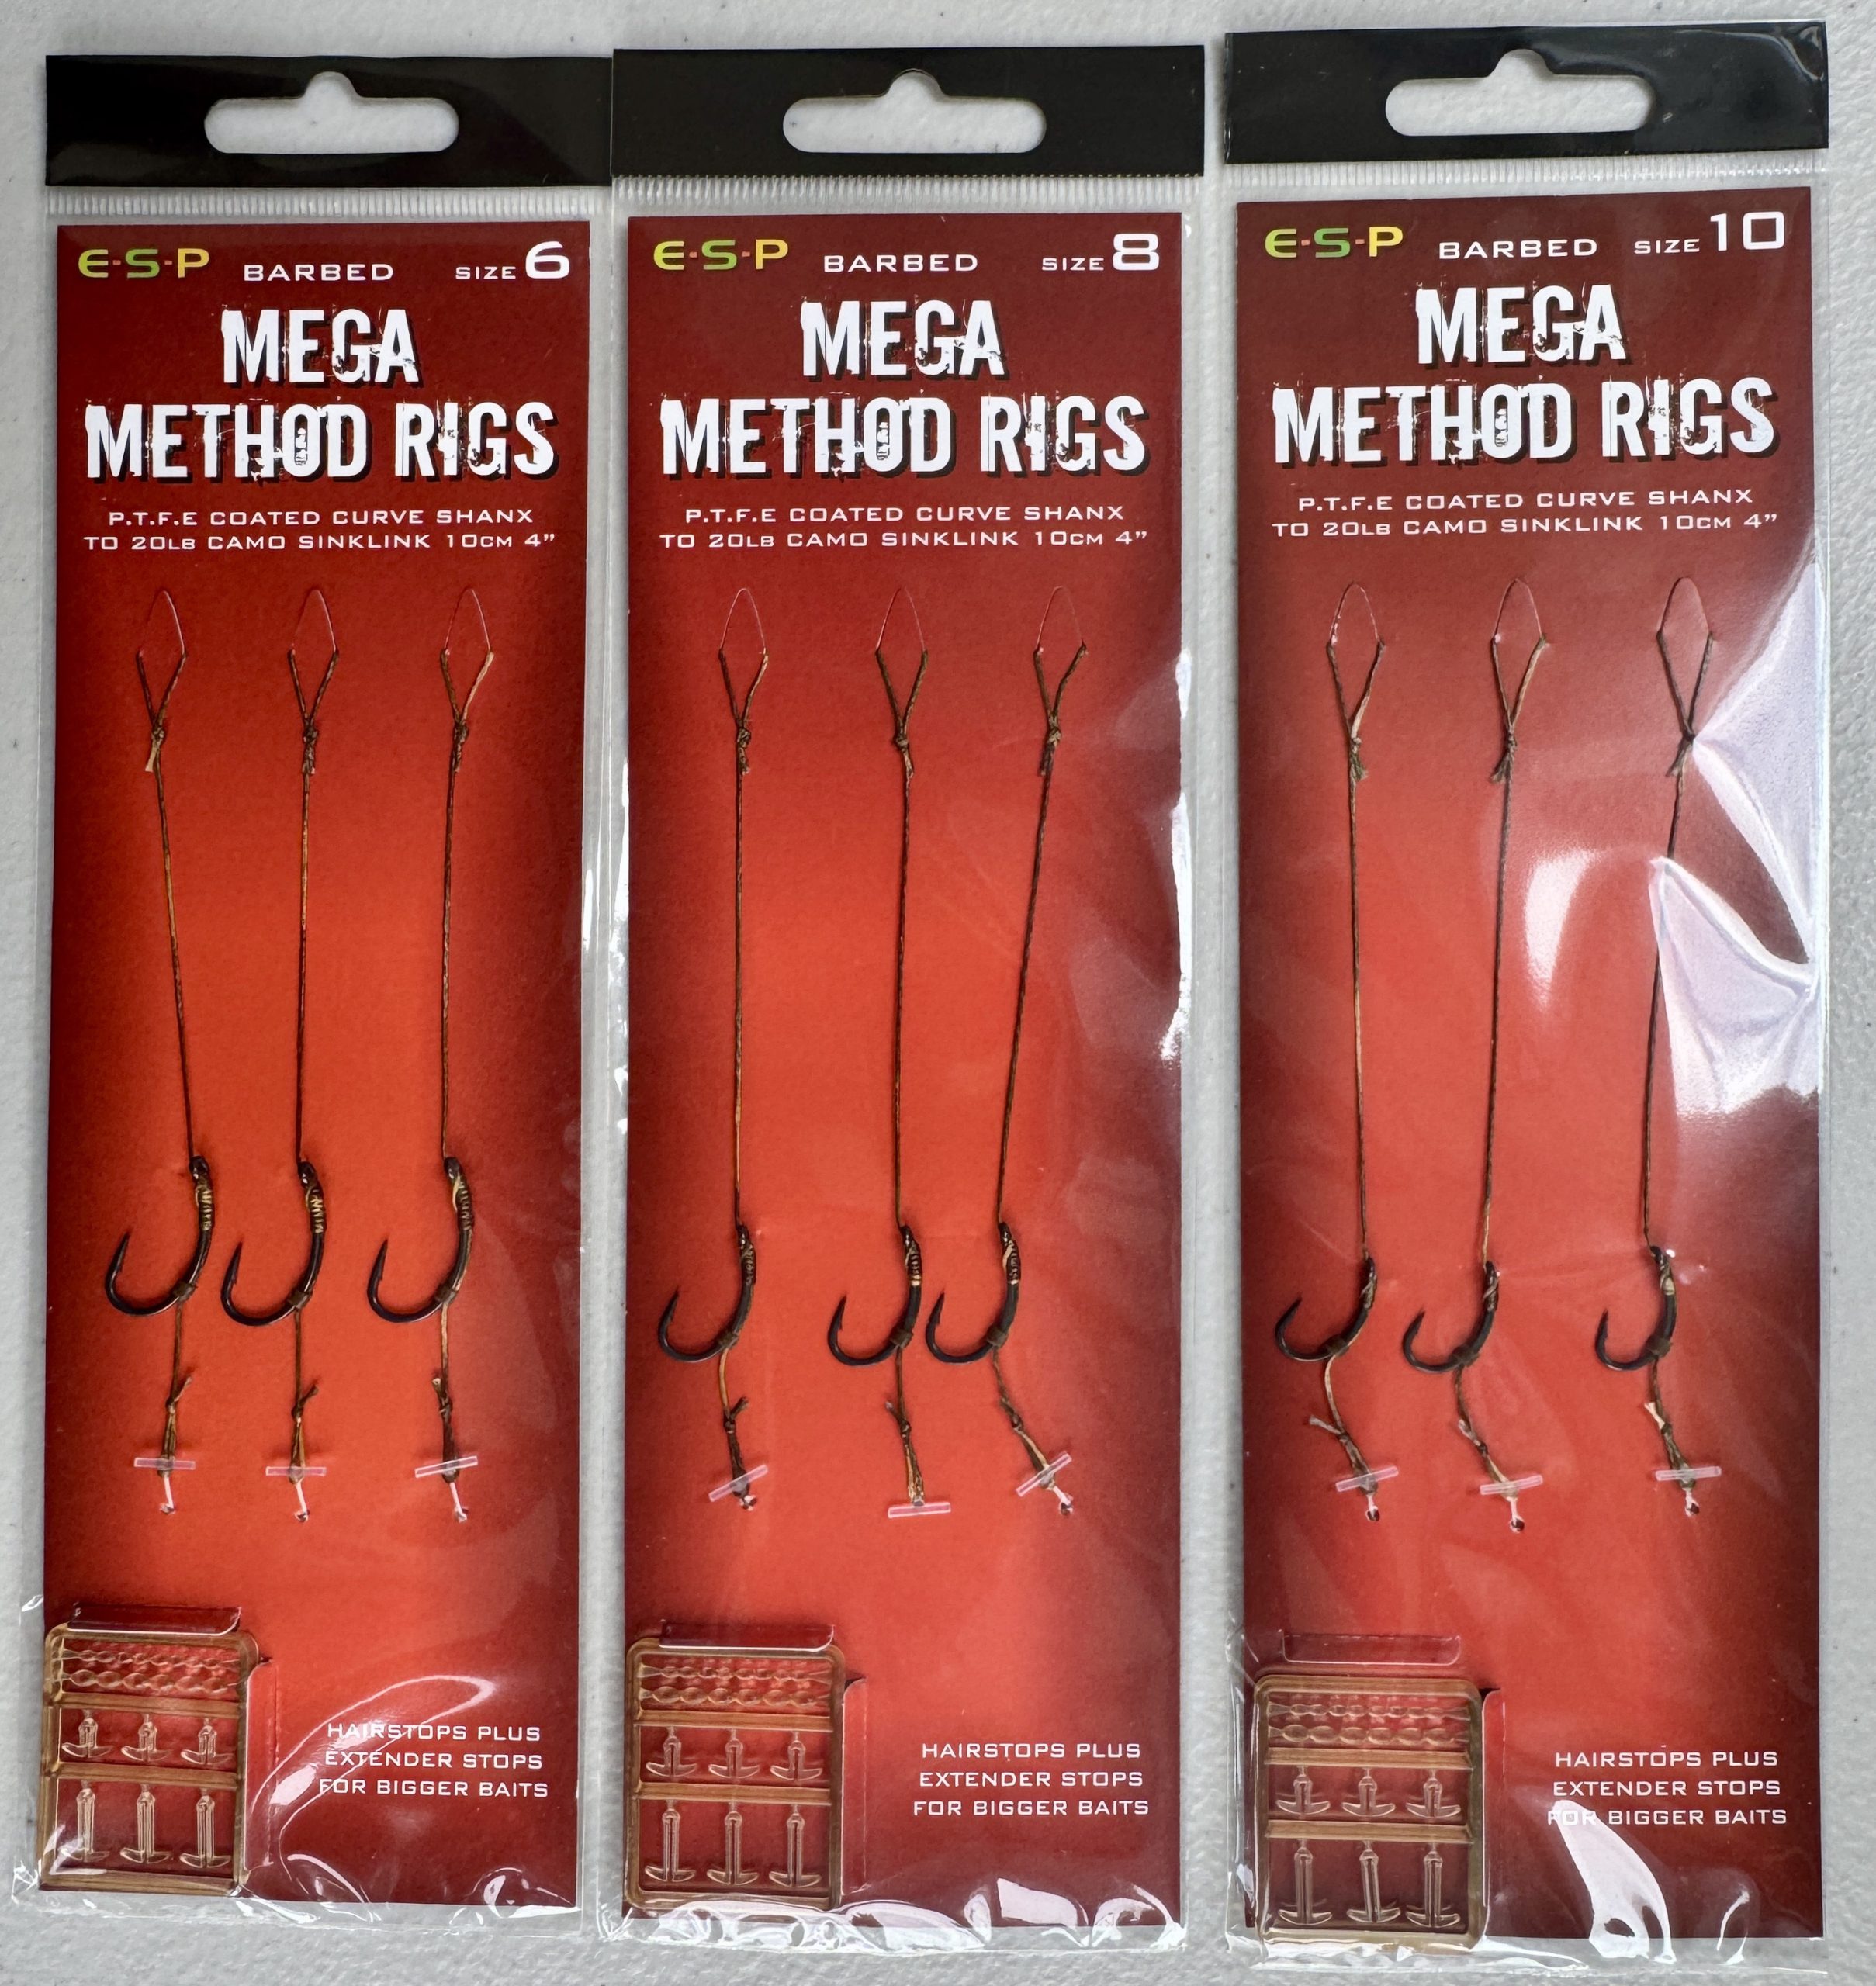 E-S-P BARBED SIZE 6
MEGA
METHOD RIGS
P.T.F.E COATED CURVE SHANX
TO 20LB CAMO SINKLINK 10CM 4”
HAIRSTOPS PLUS
EXTENDER STOPS
FOR BIGGER BAITS
E-S-P BARBED SIZE 8
MEGA
METHOD RIGS
P.T.F.E COATED CURVE SHANX
TO 20LB CAMO SINKLINK 10CM 4”
HAIRSTOPS PLUS
EXTENDER STOPS
FOR BIGGER BAITS
E-S-P BARBED SIZE 10
MEGA
METHOD RIGS
P.T.F.E COATED CURVE SHANX
TO 20LB CAMO SINKLINK 10CM 4”
HAIRSTOPS PLUS
EXTENDER STOPS
FOR BIGGER BAITS